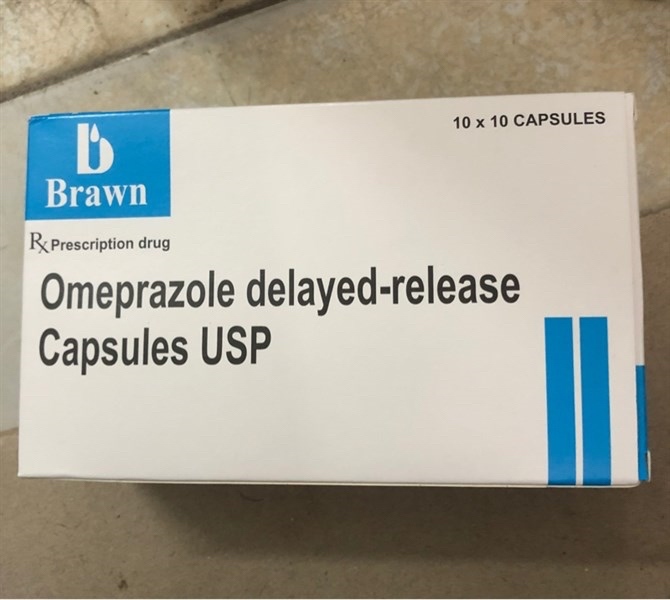 10 x 10 CAPSULES
Brawn
Rx Prescription drug
Omeprazole delayed-release
Capsules USP